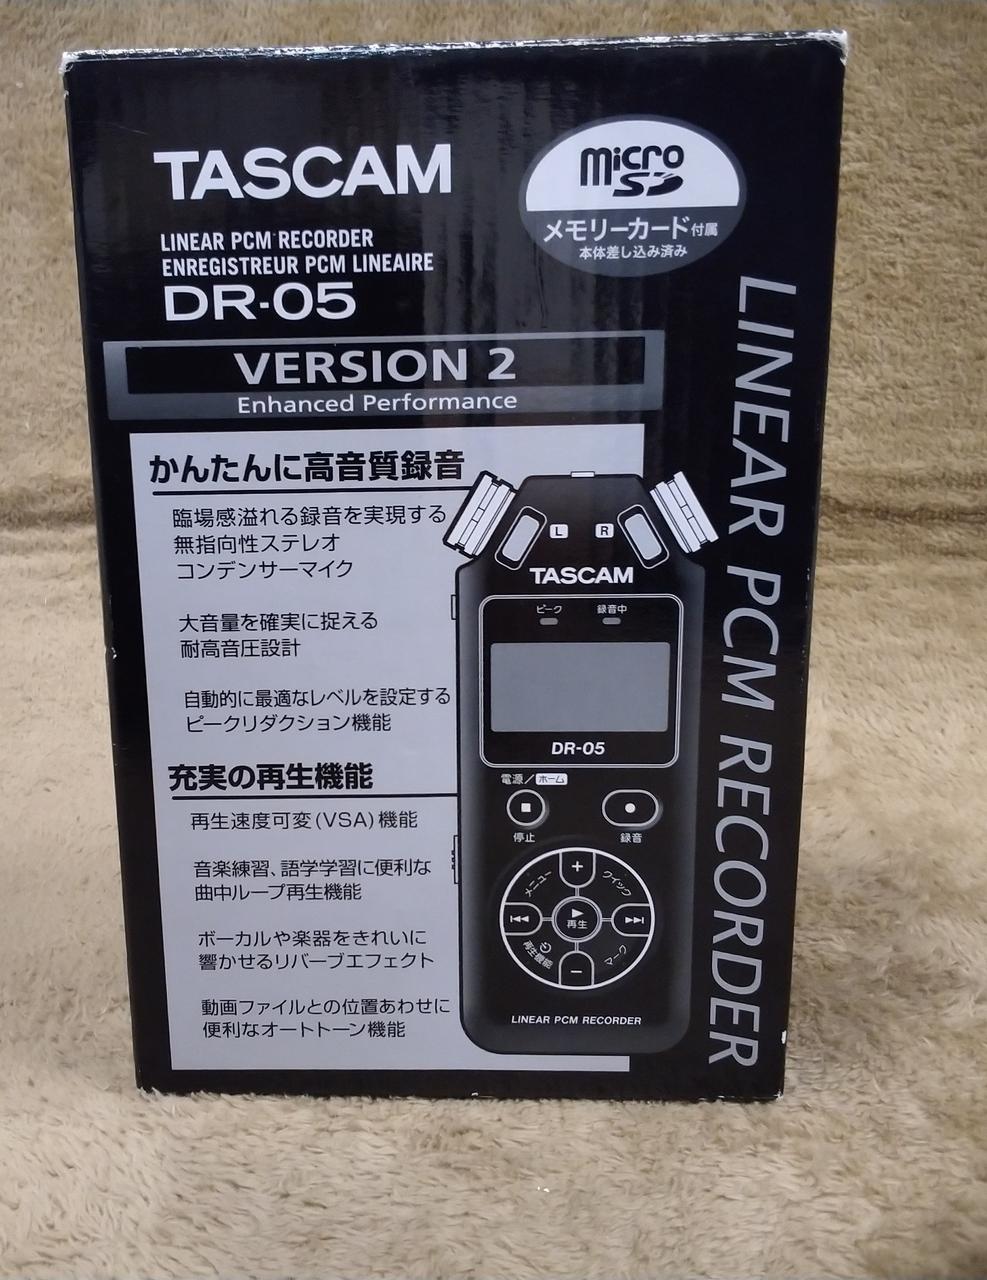 TASCAM
micro
SD
メモリーカード付属
本体差し込み済み
LINEAR PCM RECORDER
ENREGISTREUR PCM LINEAIRE
DR-05
VERSION 2
Enhanced Performance
LINEAR PCM RECORDER
かんたんに高音質録音
臨場感溢れる録音を実現する
無指向性ステレオ
コンデンサーマイク
大音量を確実に捉える
耐高音圧設計
自動的に最適なレベルを設定する
ピークリダクション機能
充実の再生機能
再生速度可変(VSA)機能
音楽練習、語学学習に便利な
曲中ループ再生機能
ボーカルや楽器をきれいに
響かせるリバーブエフェクト
動画ファイルとの位置あわせに
便利なオートトーン機能
L R
TASCAM
ピーク 録音中
DR-05
電源/ホーム
停止 録音
メニュー + クイック
再生
再生機能 − マーク
LINEAR PCM RECORDER